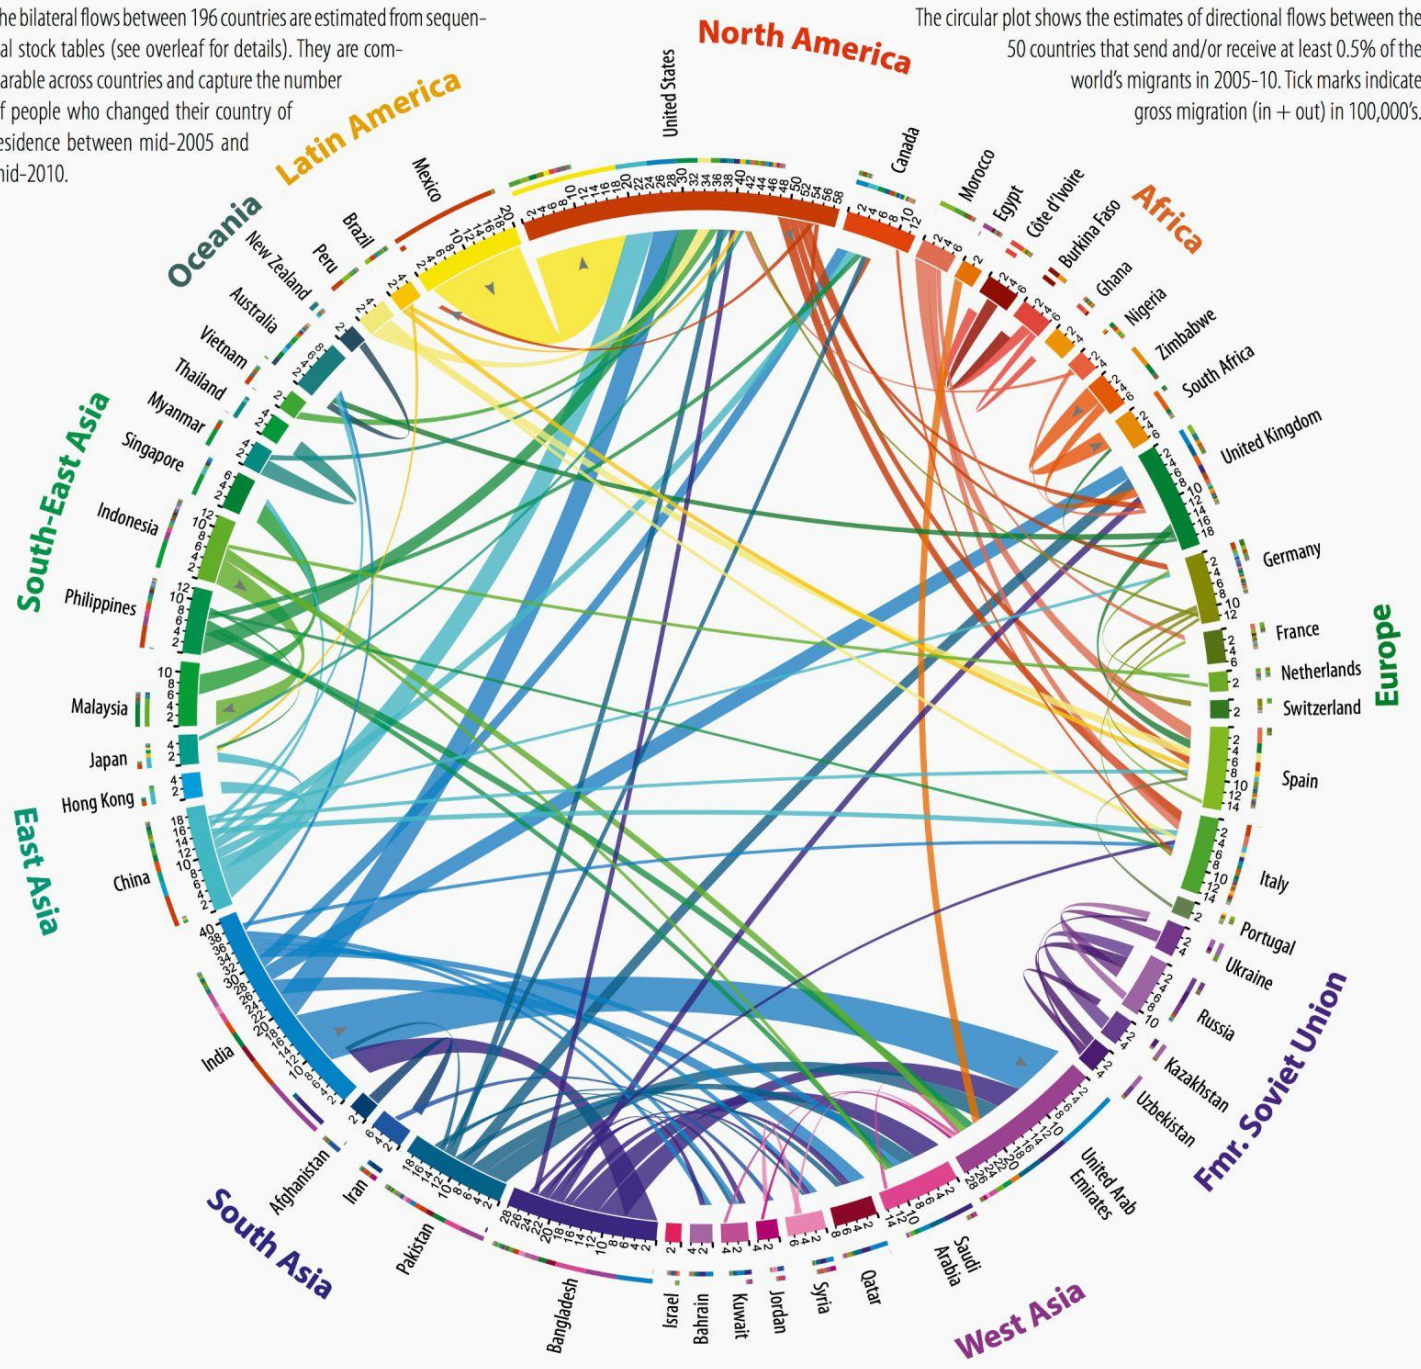 he bilateral flows between 196 countries are estimated from sequen-
al stock tables (see overleaf for details). They are com-
arable across countries and capture the number
f people who changed their country of
esidence between mid-2005 and
nid-2010.
The circular plot shows the estimates of directional flows between the
50 countries that send and/or receive at least 0.5% of the
world's migrants in 2005-10. Tick marks indicate
gross migration (in + out) in 100,000's.
North America
United States
Canada
Africa
Morocco
Egypt
Côte d'Ivoire
Burkina Faso
Ghana
Nigeria
Zimbabwe
South Africa
Europe
United Kingdom
Germany
France
Netherlands
Switzerland
Spain
Italy
Portugal
Fmr. Soviet Union
Ukraine
Russia
Kazakhstan
Uzbekistan
West Asia
United Arab
Emirates
Saudi
Arabia
Qatar
Syria
Jorden
Kuwait
Bahrain
Israel
South Asia
Bangladesh
Pakistan
Iran
Afghanistan
India
East Asia
China
Hong Kong
Japan
South-East Asia
Malaysia
Philippines
Indonesia
Singapore
Myanmar
Thailand
Vietnam
Oceania
Australia
New Zealand
Latin America
Peru
Brazil
Mexico